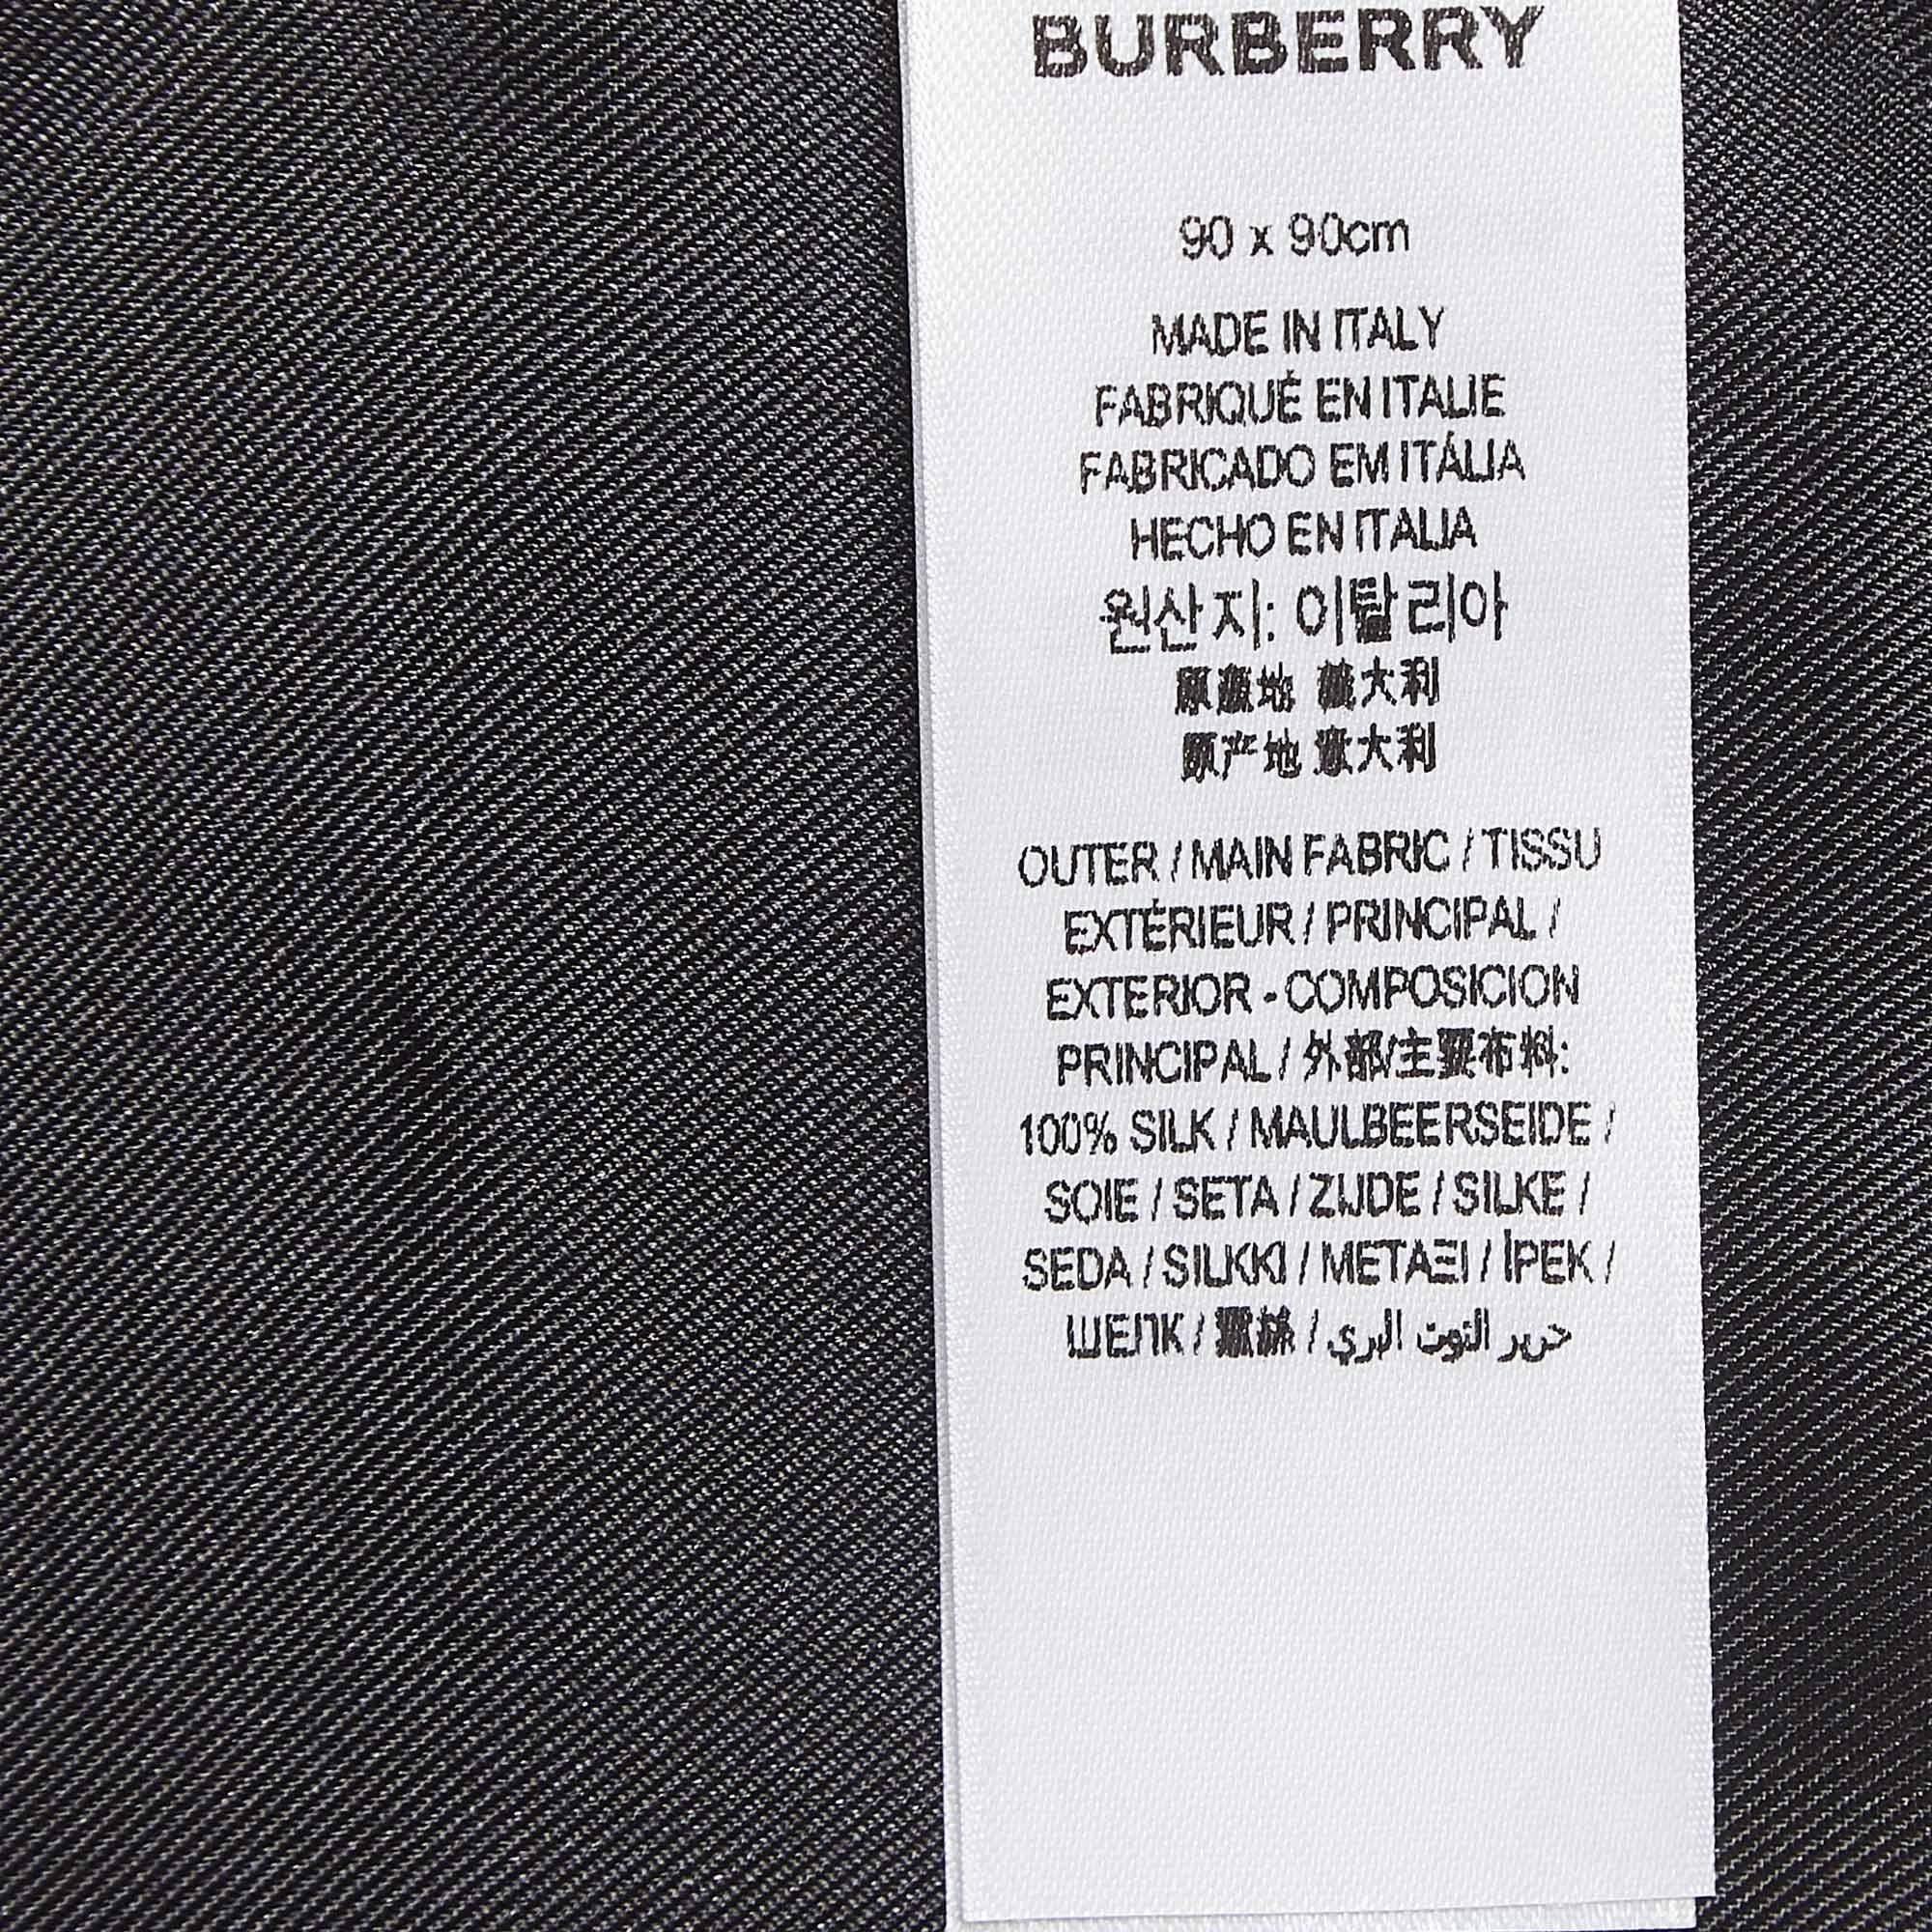 BURBERRY
90 x 90cm
MADE IN ITALY
FABRIQUÉ EN ITALIE
FABRICADO EM ITÁLIA
HECHO EN ITALIA
원산지: 이탈리아
原產地 義大利
原产地 意大利
OUTER / MAIN FABRIC / TISSU
EXTÉRIEUR / PRINCIPAL /
EXTERIOR - COMPOSICION
PRINCIPAL / 外部/主要布料:
100% SILK / MAULBEERSEIDE /
SOIE / SETA / ZIJDE / SILKE /
SEDA / SILKKI / ΜΕΤΑΞΙ / İPEK /
ШЕЛК / / حرير التوت البري